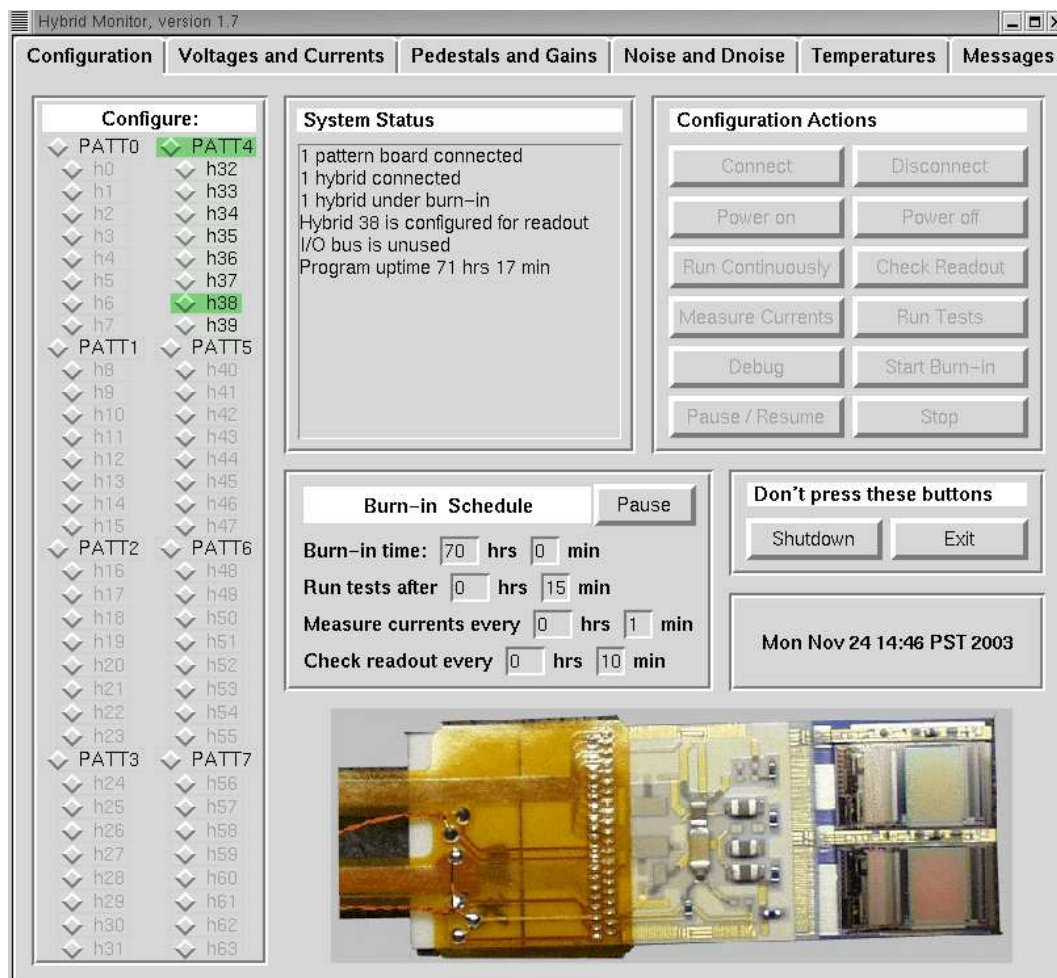 Hybrid Monitor, version 1.7
Configuration Voltages and Currents Pedestals and Gains Noise and Dnoise Temperatures Messages
Configure:
PATT0 PATT4
h0 h32
h1 h33
h2 h34
h3 h35
h4 h36
h5 h37
h6 h38
h7 h39
PATT1 PATT5
h8 h40
h9 h41
h10 h42
h11 h43
h12 h44
h13 h45
h14 h46
h15 h47
PATT2 PATT6
h16 h48
h17 h49
h18 h50
h19 h51
h20 h52
h21 h53
h22 h54
h23 h55
PATT3 PATT7
h24 h56
h25 h57
h26 h58
h27 h59
h28 h60
h29 h61
h30 h62
h31 h63
System Status
1 pattern board connected
1 hybrid connected
1 hybrid under burn-in
Hybrid 38 is configured for readout
I/O bus is unused
Program uptime 71 hrs 17 min
Configuration Actions
Connect Disconnect
Power on Power off
Run Continuously Check Readout
Measure Currents Run Tests
Debug Start Burn-in
Pause / Resume Stop
Burn-in Schedule Pause
Burn-in time: 70 hrs 0 min
Run tests after 0 hrs 15 min
Measure currents every 0 hrs 1 min
Check readout every 0 hrs 10 min
Don't press these buttons
Shutdown Exit
Mon Nov 24 14:46 PST 2003